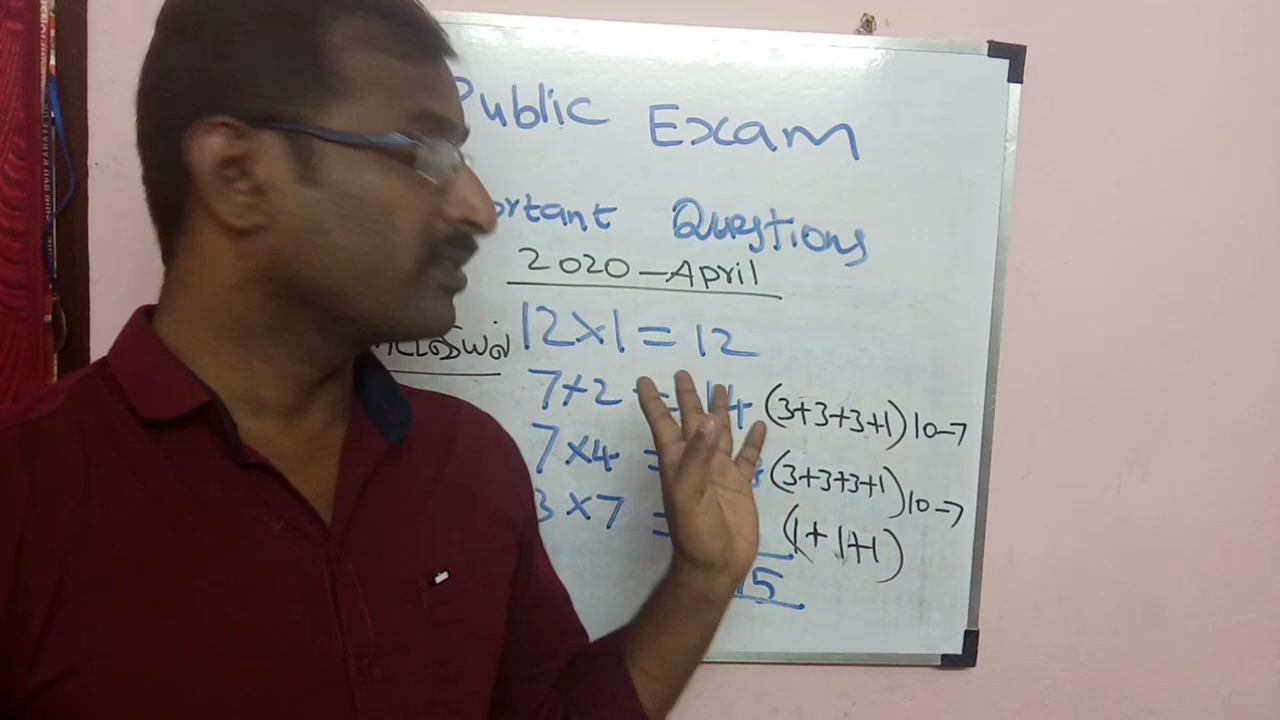 Public Exam
ortant Questions
2020 - April
12×1 = 12
7×2 = 14 (3+3+3+1) 10-7
7×4 = (3+3+3+1) 10-7
3×7 = (1+1+1)
75